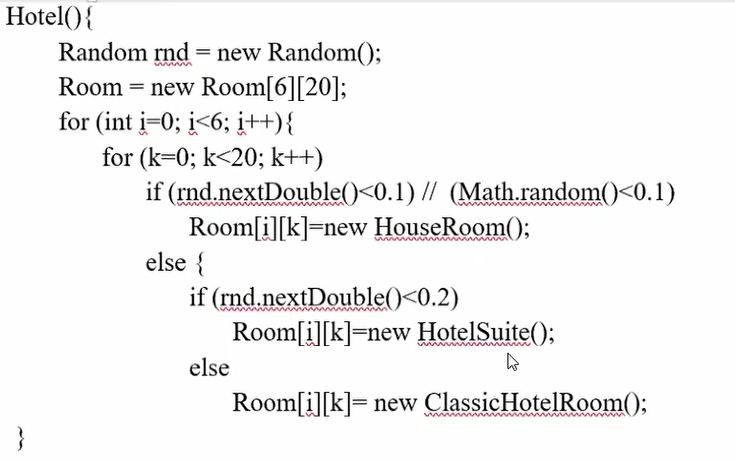 Hotel(){
Random rnd = new Random();
Room = new Room[6][20];
for (int i=0; i<6; i++){
for (k=0; k<20; k++)
if (rnd.nextDouble()<0.1) // (Math.random()<0.1)
Room[i][k]=new HouseRoom();
else {
if (rnd.nextDouble()<0.2)
Room[i][k]=new HotelSuite();
else
Room[i][k]= new ClassicHotelRoom();
}